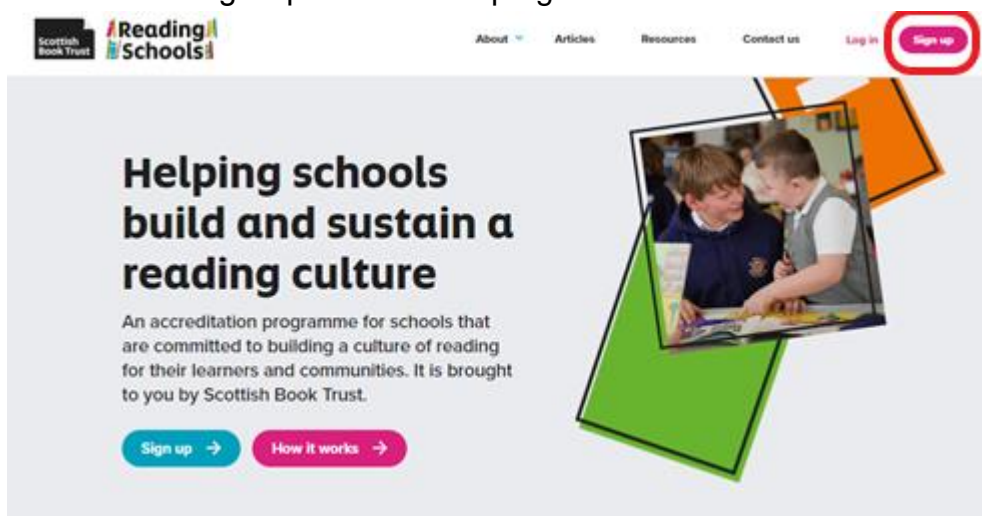 Scottish
Book Trust
Reading
Schools
About
Articles
Resources
Contact us
Log in
Sign up
Helping schools
build and sustain a
reading culture
An accreditation programme for schools that
are committed to building a culture of reading
for their learners and communities. It is brought
to you by Scottish Book Trust.
Sign up →
How it works →